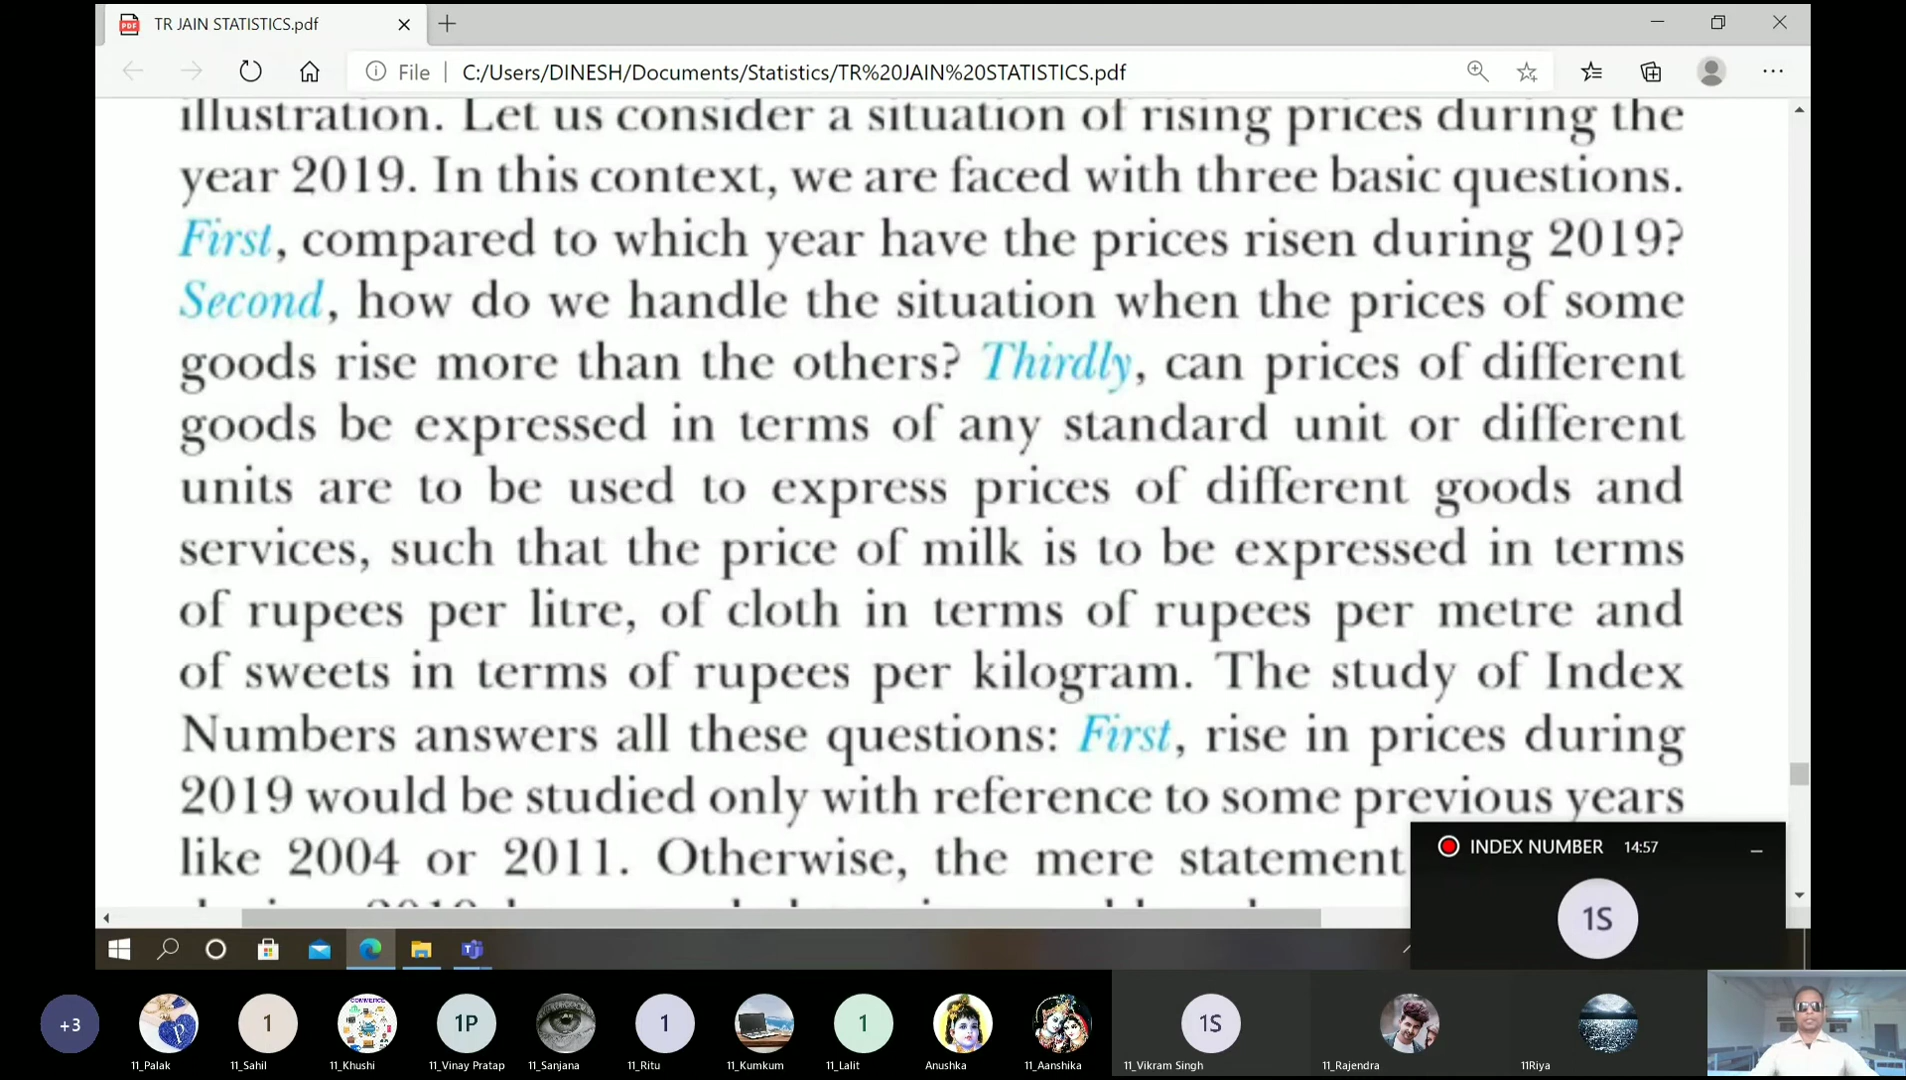 TR JAIN STATISTICS.pdf
File
C:/Users/DINESH/Documents/Statistics/TR%20JAIN%20STATISTICS.pdf
illustration. Let us consider a situation of rising prices during the
year 2019. In this context, we are faced with three basic questions.
First, compared to which year have the prices risen during 2019?
Second, how do we handle the situation when the prices of some
goods rise more than the others? Thirdly, can prices of different
goods be expressed in terms of any standard unit or different
units are to be used to express prices of different goods and
services, such that the price of milk is to be expressed in terms
of rupees per litre, of cloth in terms of rupees per metre and
of sweets in terms of rupees per kilogram. The study of Index
Numbers answers all these questions: First, rise in prices during
2019 would be studied only with reference to some previous years
like 2004 or 2011. Otherwise, the mere statement
INDEX NUMBER 14:57
1S
+3
P
1
COMMERCE
1P
1
1
1S
11_Palak
11_Sahil
11_Khushi
11_Vinay Pratap
11_Sanjana
11_Ritu
11_Kumkum
11_Lalit
Anushka
11_Aanshika
11_Vikram Singh
11_Rajendra
11Riya